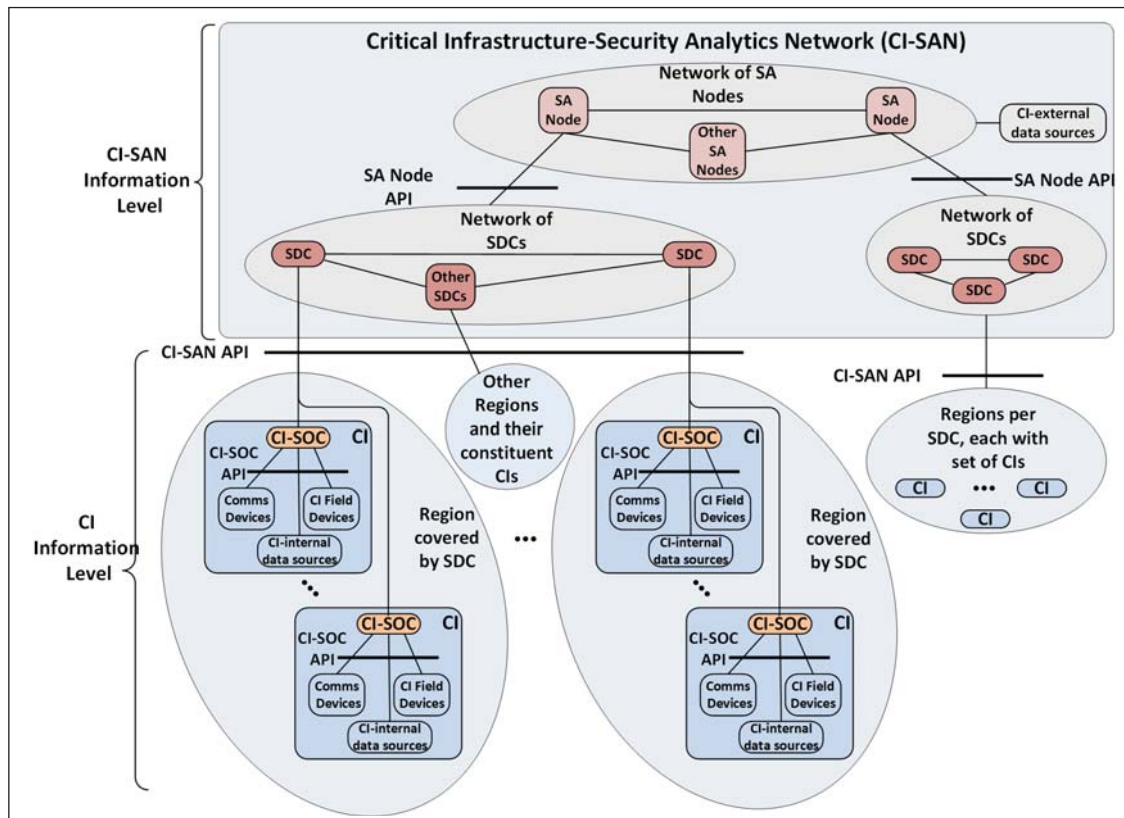 Critical Infrastructure-Security Analytics Network (CI-SAN)
Network of SA
Nodes
SA
Node
SA
Node
Other
SA
Nodes
CI-external
data sources
CI-SAN
Information
Level
SA Node
API
SA Node API
Network of
SDCs
SDC
SDC
Other
SDCs
Network of
SDCs
SDC
SDC
SDC
CI-SAN API
CI-SAN API
Other
Regions
and their
constituent
CIs
Regions per
SDC, each with
set of CIs
CI
•••
CI
CI
CI
Information
Level
CI-SOC
CI
CI-SOC
API
Comms
Devices
CI Field
Devices
CI-internal
data sources
Region
covered
by SDC
•••
CI-SOC
CI
CI-SOC
API
Comms
Devices
CI Field
Devices
CI-internal
data sources
•••
CI-SOC
CI
CI-SOC
API
Comms
Devices
CI Field
Devices
CI-internal
data sources
Region
covered
by SDC
•••
CI-SOC
CI
CI-SOC
API
Comms
Devices
CI Field
Devices
CI-internal
data sources